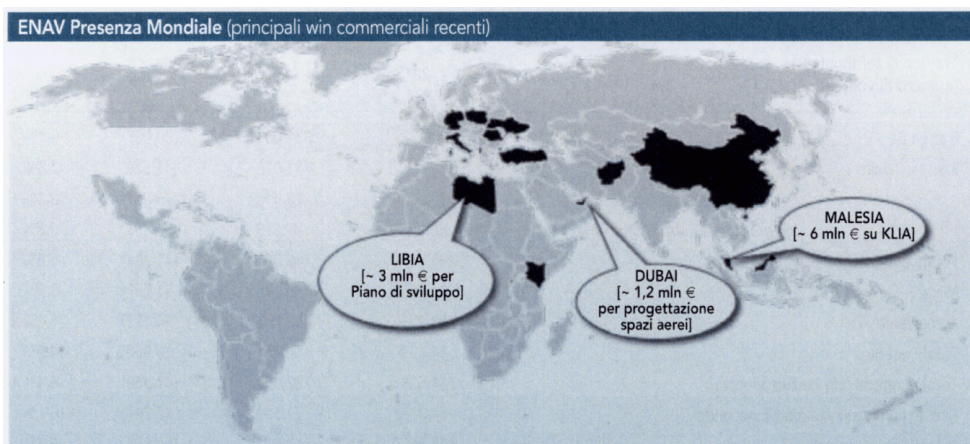 ENAV Presenza Mondiale (principali win commerciali recenti)
MALESIA
[~ 6 mln € su KLIA]
LIBIA
[~ 3 mln € per
Piano di sviluppo]
DUBAI
[~ 1,2 mln €
per progettazione
spazi aerei]